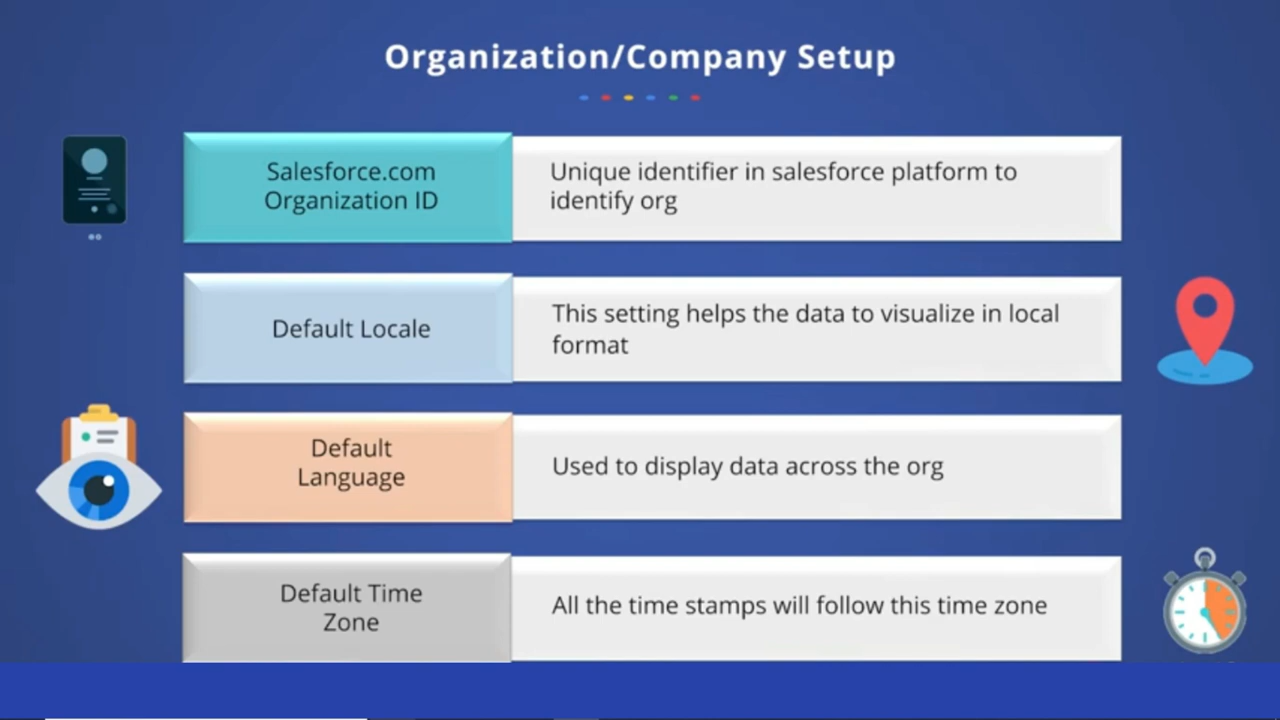 Organization/Company Setup
Salesforce.com
Organization ID
Unique identifier in salesforce platform to
identify org
Default Locale
This setting helps the data to visualize in local
format
Default
Language
Used to display data across the org
Default Time
Zone
All the time stamps will follow this time zone